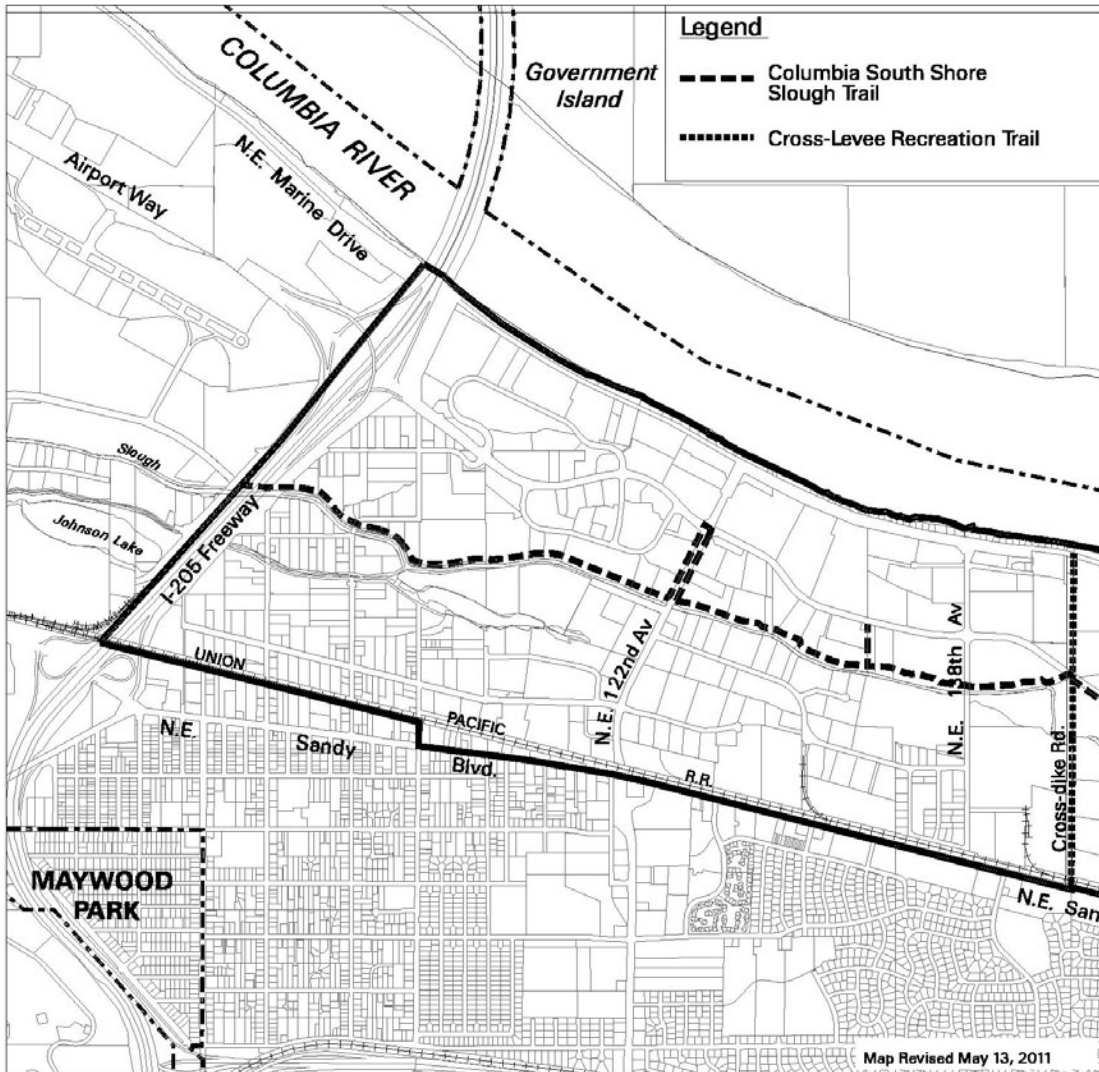 Legend
Columbia South Shore
Slough Trail
Cross-Levee Recreation Trail
COLUMBIA RIVER
Government
Island
N.E. Marine Drive
Airport Way
Slough
Johnson Lake
I-205 Freeway
N.E. 122nd Av
N.E. 138th Av
Cross-dike Rd.
UNION
PACIFIC
R.R.
N.E.
Sandy
Blvd.
N.E. San
MAYWOOD
PARK
Map Revised May 13, 2011